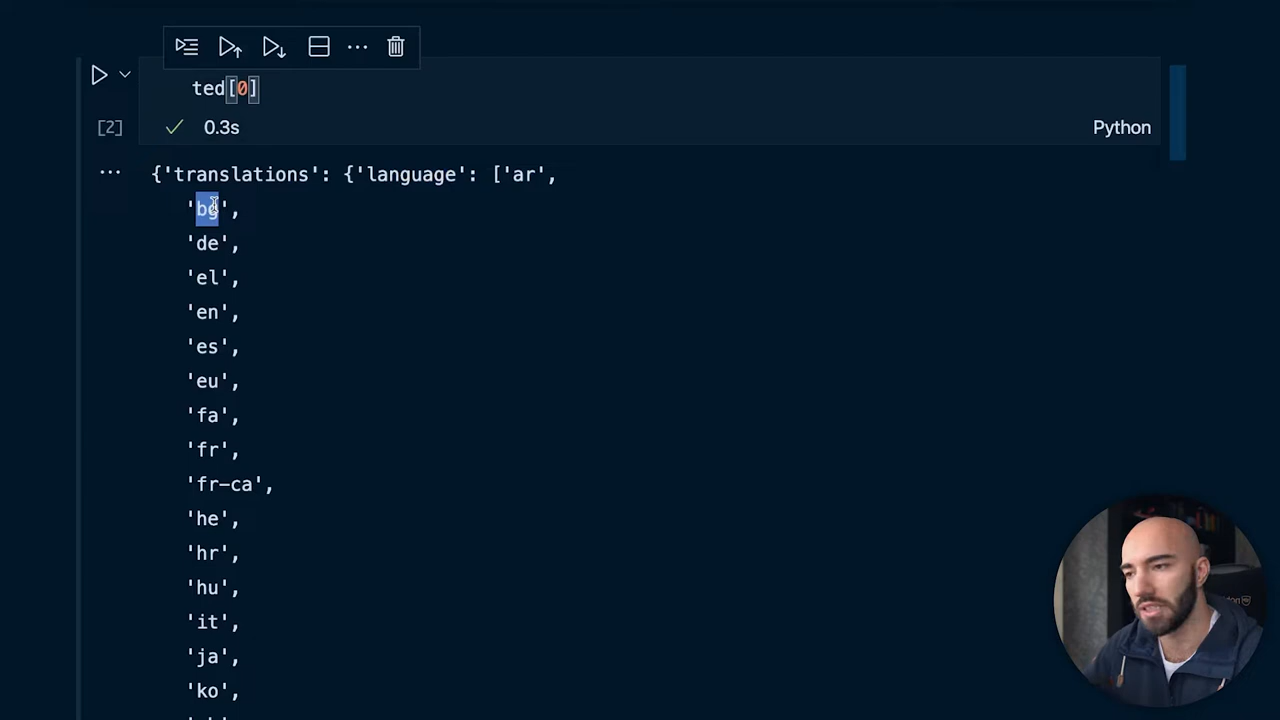 ted[0]
[2]
0.3s
Python
{'translations': {'language': ['ar',
'bg',
'de',
'el',
'en',
'es',
'eu',
'fa',
'fr',
'fr-ca',
'he',
'hr',
'hu',
'it',
'ja',
'ko',